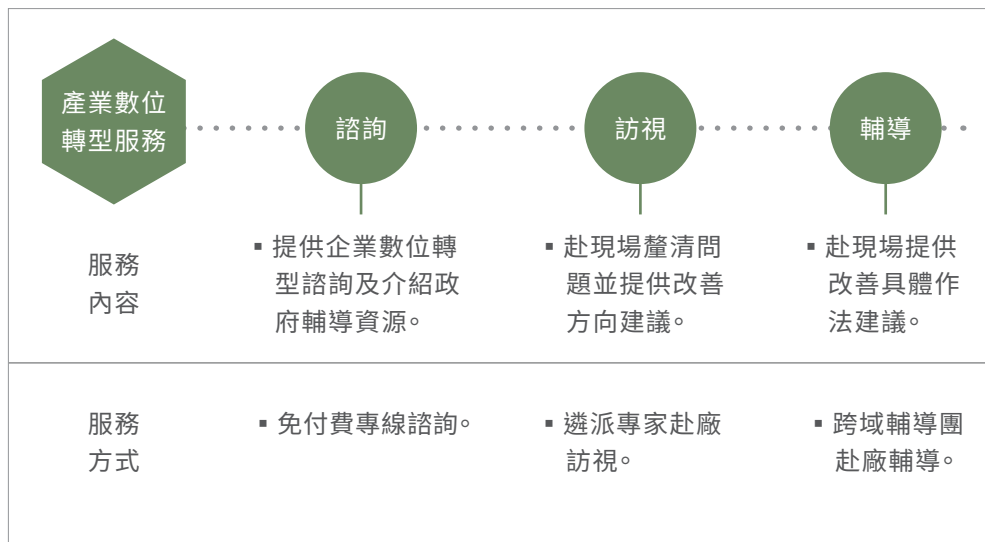 產業數位
轉型服務
諮詢
訪視
輔導
服務
內容
▪ 提供企業數位轉
型諮詢及介紹政
府輔導資源。
▪ 赴現場釐清問
題並提供改善
方向建議。
▪ 赴現場提供
改善具體作
法建議。
服務
方式
▪ 免付費專線諮詢。
▪ 遴派專家赴廠
訪視。
▪ 跨域輔導團
赴廠輔導。